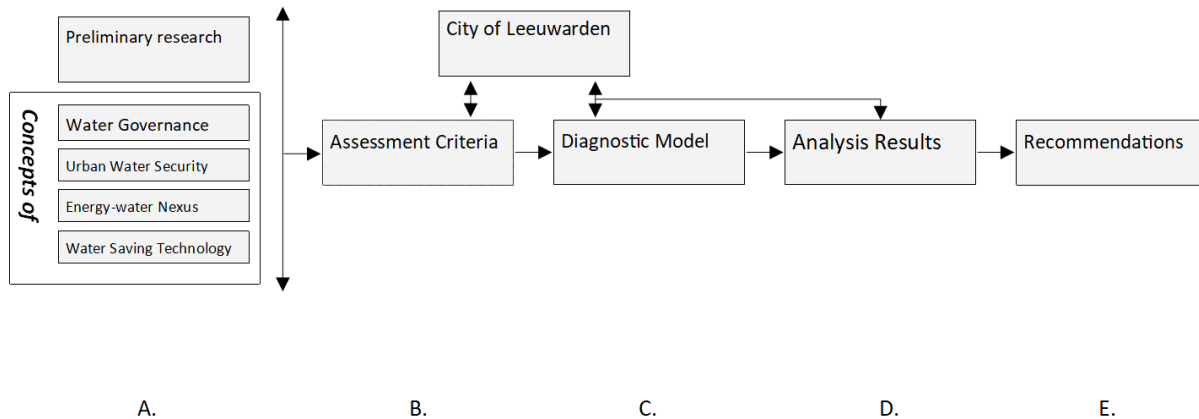 Preliminary research
Concepts of
Water Governance
Urban Water Security
Energy-water Nexus
Water Saving Technology
City of Leeuwarden
Assessment Criteria
Diagnostic Model
Analysis Results
Recommendations
A.
B.
C.
D.
E.